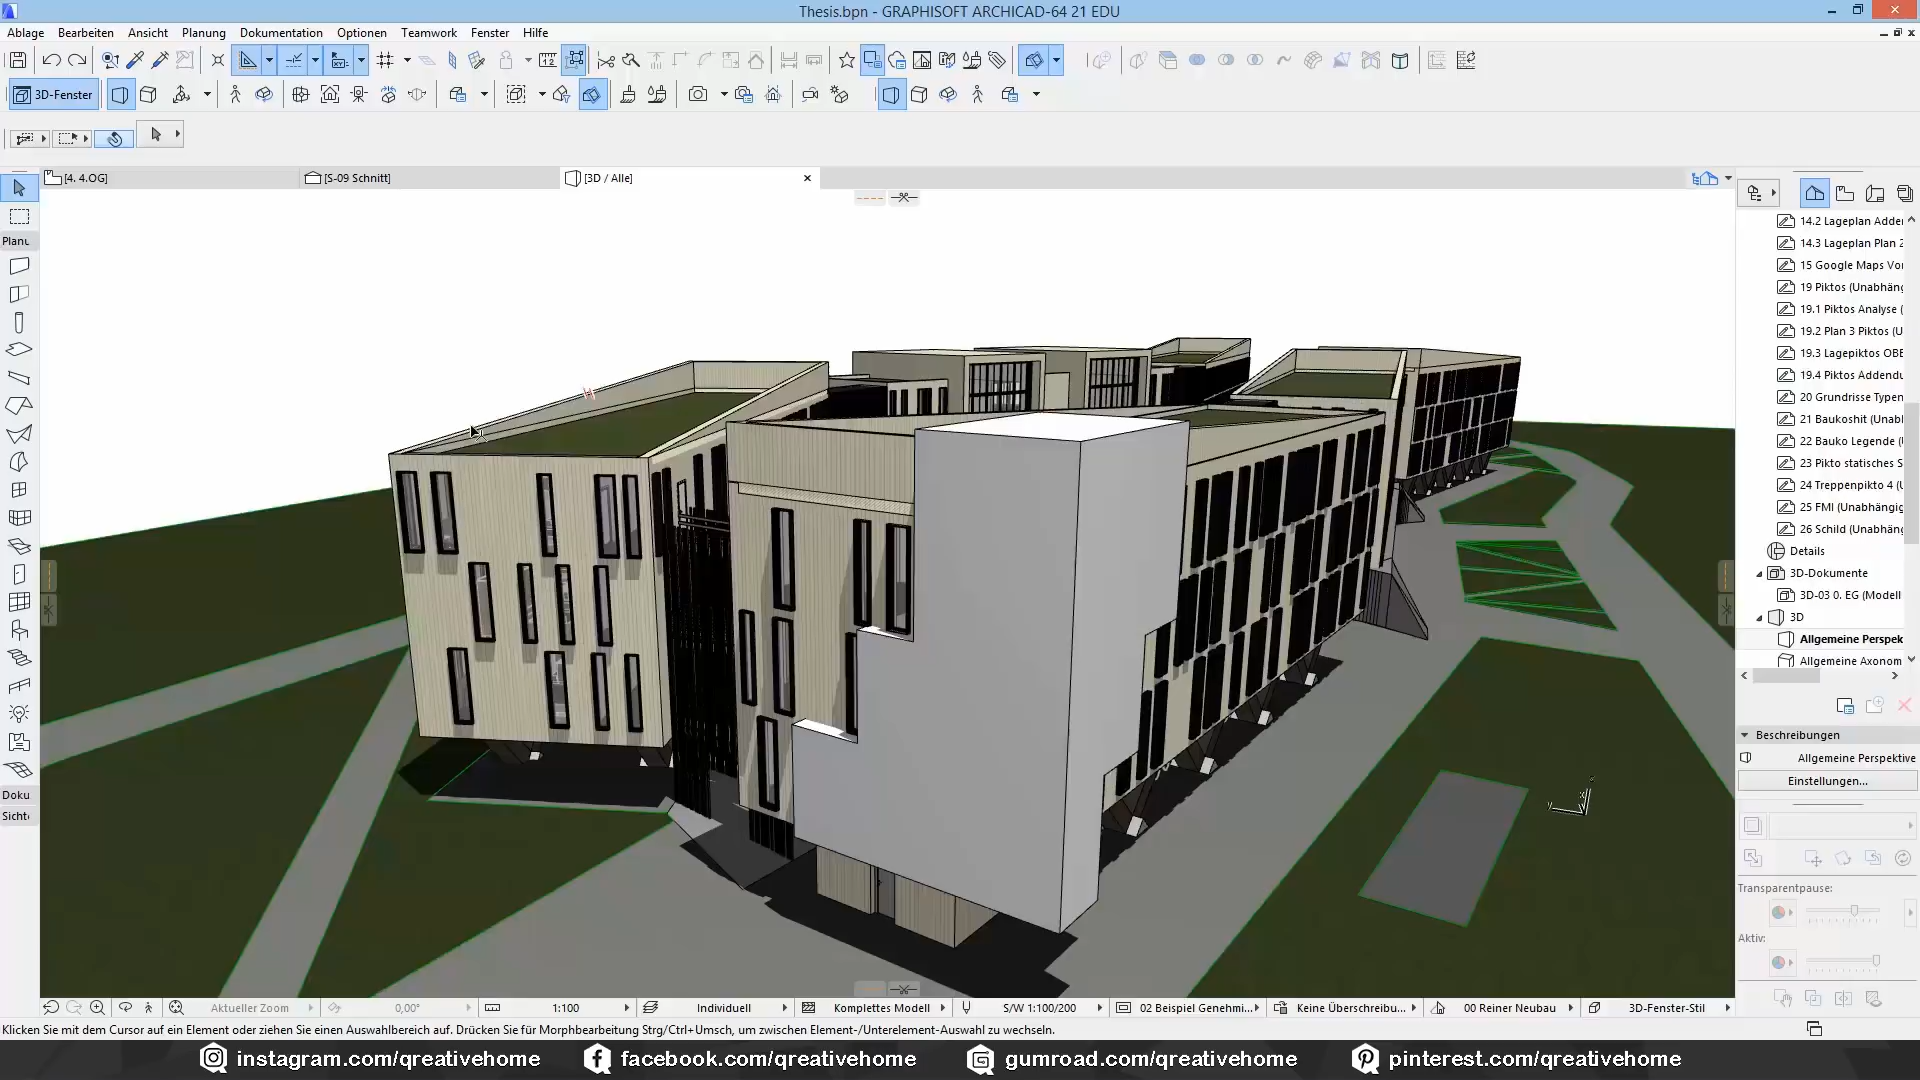 Thesis.bpn - GRAPHISOFT ARCHICAD-64 21 EDU
Ablage Bearbeiten Ansicht Planung Dokumentation Optionen Teamwork Fenster Hilfe
3D-Fenster
[4. 4.OG]
[S-09 Schnitt]
[3D / Alle]
Planu
Doku
Sichte
14.2 Lageplan Adder
14.3 Lageplan Plan 2
15 Google Maps Vor
19 Piktos (Unabhäng
19.1 Piktos Analyse (
19.2 Plan 3 Piktos (U
19.3 Lagepiktos OBE
19.4 Piktos Addendu
20 Grundrisse Typen
21 Baukoshit (Unabl
22 Bauko Legende (U
23 Pikto statisches S
24 Treppenpikto 4 (U
25 FMI (Unabhängig
26 Schild (Unabhäng
Details
3D-Dokumente
3D-03 0. EG (Modell
3D
Allgemeine Perspek
Allgemeine Axonom
Beschreibungen
Allgemeine Perspektive
Einstellungen...
Transparentpause:
Aktiv:
Aktueller Zoom 0,00° 1:100 Individuell Komplettes Modell S/W 1:100/200 02 Beispiel Genehmi... Keine Überschreibu... 00 Reiner Neubau 3D-Fenster-Stil
Klicken Sie mit dem Cursor auf ein Element oder ziehen Sie einen Auswahlbereich auf. Drücken Sie für Morphbearbeitung Strg/Ctrl+Umsch, um zwischen Element-/Unterelement-Auswahl zu wechseln.
instagram.com/qreativehome facebook.com/qreativehome gumroad.com/qreativehome pinterest.com/qreativehome